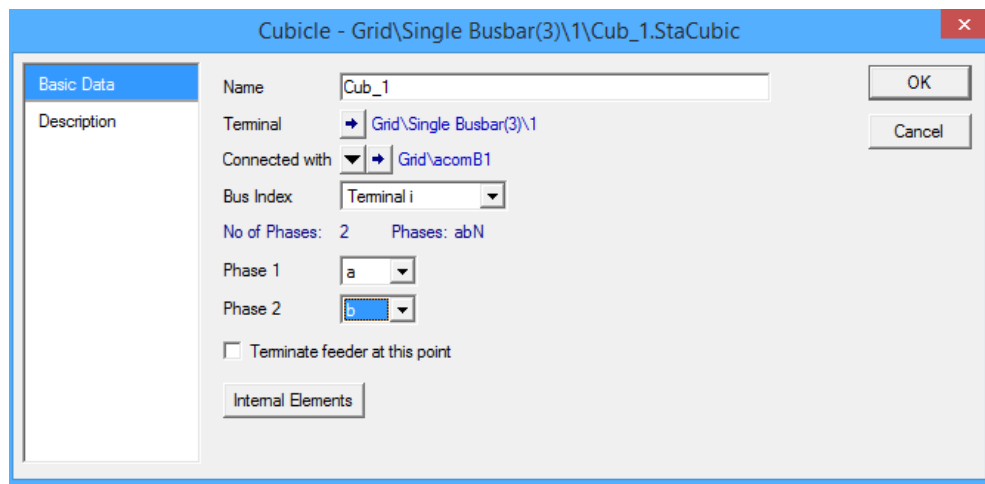 Cubicle - Grid\Single Busbar(3)\1\Cub_1.StaCubic
Basic Data
Description
Name Cub_1
Terminal Grid\Single Busbar(3)\1
Connected with Grid\acomB1
Bus Index Terminal i
No of Phases: 2 Phases: abN
Phase 1 a
Phase 2 b
Terminate feeder at this point
Internal Elements
OK
Cancel